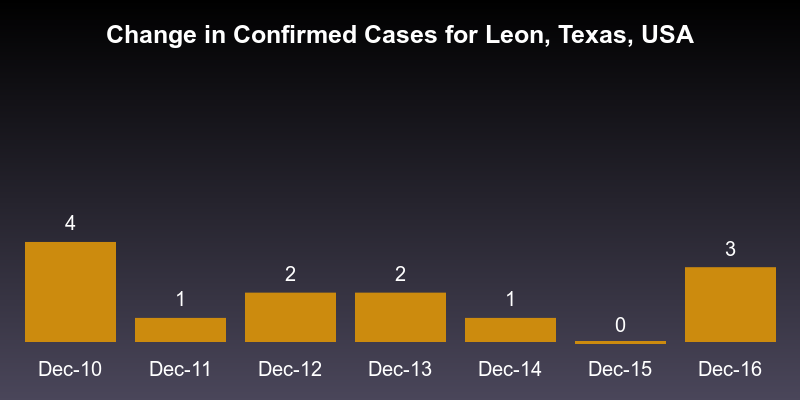 Change in Confirmed Cases for Leon, Texas, USA
4
1
2
2
1
0
3
Dec-10
Dec-11
Dec-12
Dec-13
Dec-14
Dec-15
Dec-16